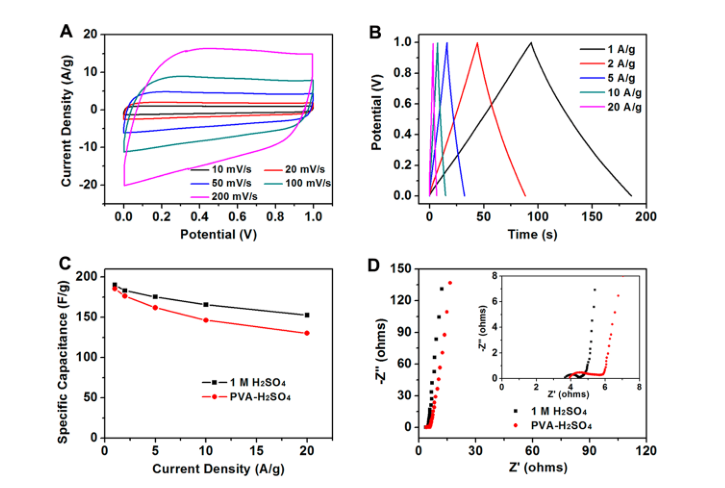 A
Current Density (A/g)
20
10
0
-10
-20
10 mV/s
20 mV/s
50 mV/s
100 mV/s
200 mV/s
0.0 0.2 0.4 0.6 0.8 1.0
Potential (V)
B
Potential (V)
1.0
0.8
0.6
0.4
0.2
0.0
1 A/g
2 A/g
5 A/g
10 A/g
20 A/g
0 50 100 150 200
Time (s)
C
Specific Capacitance (F/g)
200
150
100
50
0
1 M H₂SO₄
PVA-H₂SO₄
0 5 10 15 20
Current Density (A/g)
D
-Z'' (ohms)
150
120
90
60
30
0
-Z'' (ohms)
8
6
4
2
0
0 2 4 6 8
Z' (ohms)
1 M H₂SO₄
PVA-H₂SO₄
0 30 60 90 120
Z' (ohms)